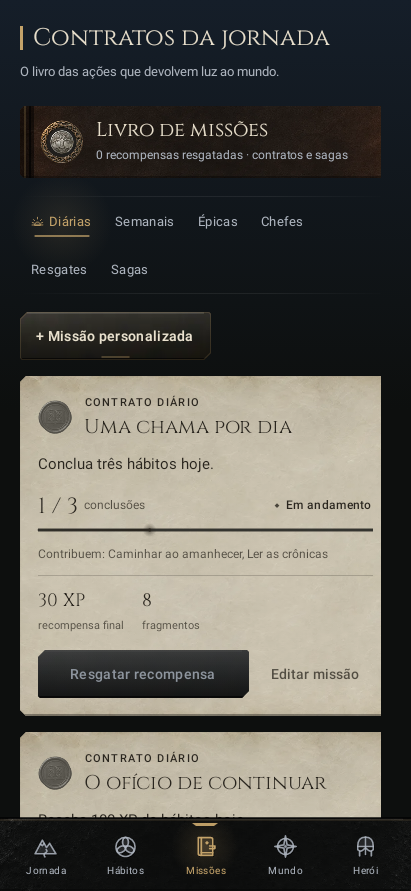 Contratos da Jornada
O livro das ações que devolvem luz ao mundo.
Livro de Missões
0 recompensas resgatadas · contratos e sagas
Diárias Semanais Épicas Chefes
Resgates Sagas
+ Missão personalizada
CONTRATO DIÁRIO
Uma chama por dia
Conclua três hábitos hoje.
1 / 3 conclusões Em andamento
Contribuem: Caminhar ao amanhecer, Ler as crônicas
30 XP 8
recompensa final fragmentos
Resgatar recompensa Editar missão
CONTRATO DIÁRIO
O ofício de continuar
Jornada Hábitos Missões Mundo Herói